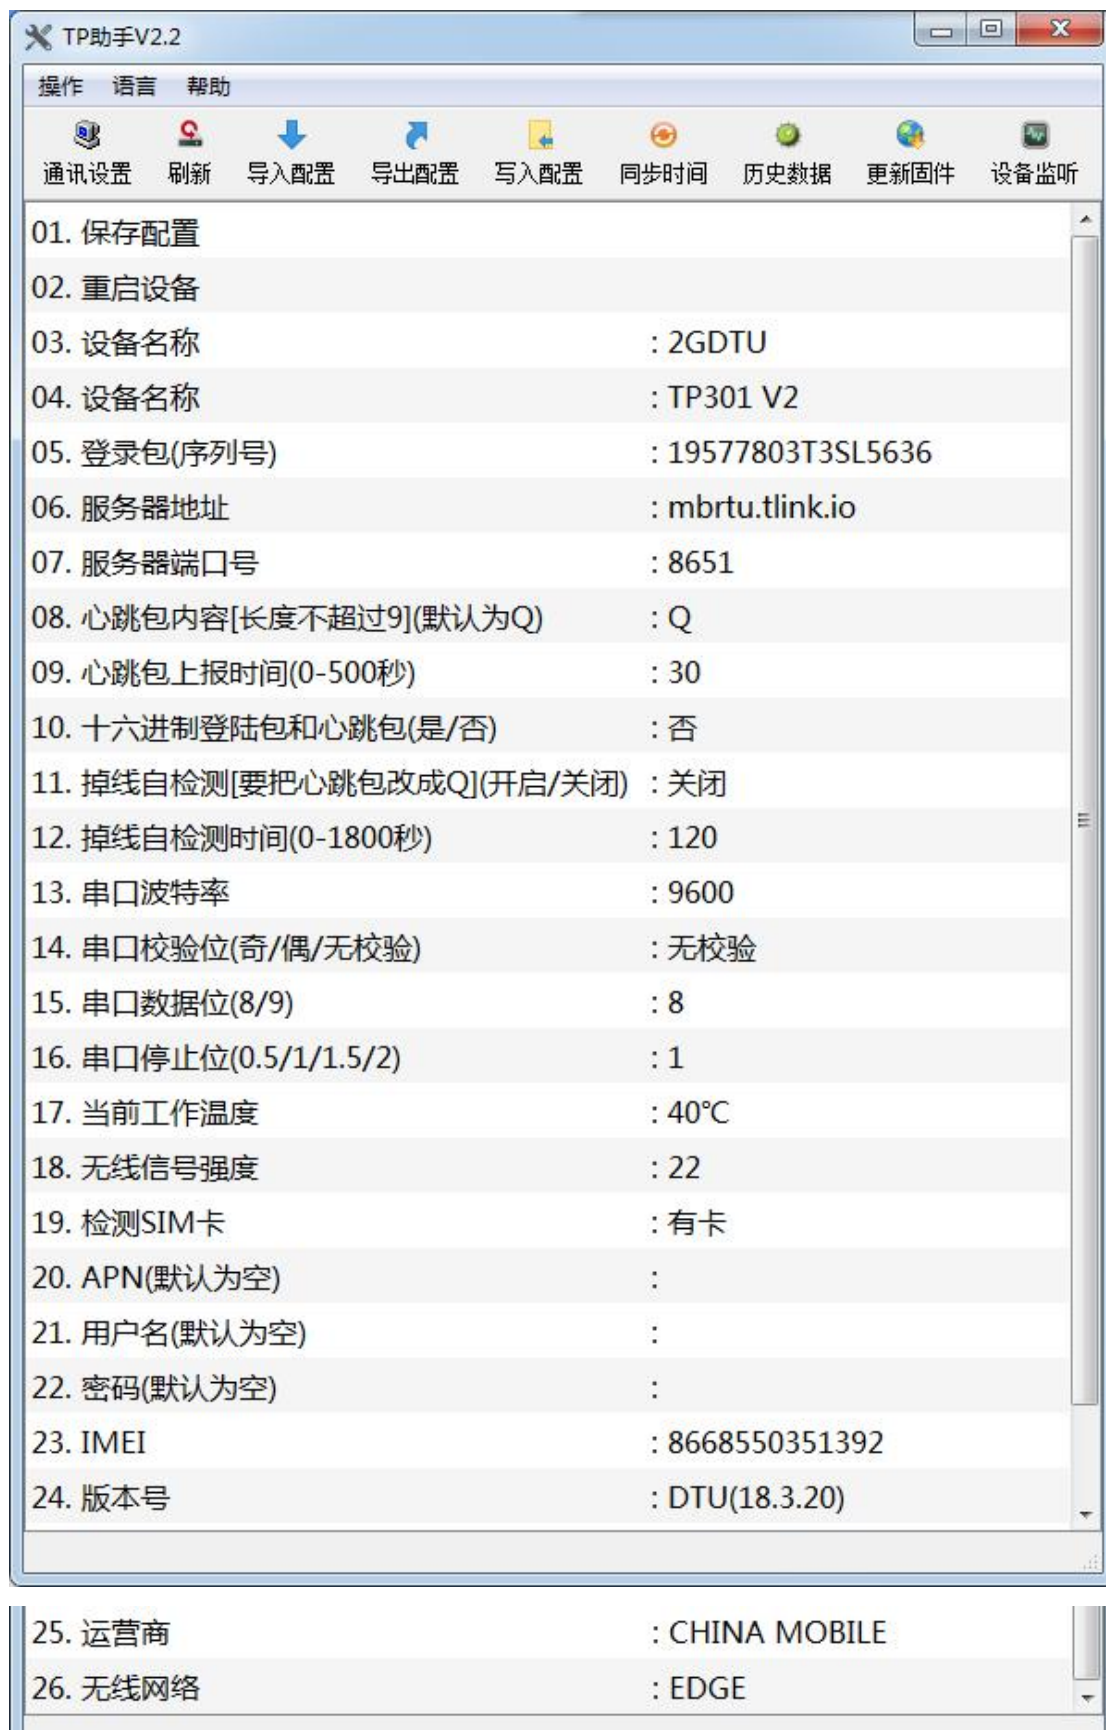 TP助手V2.2
操作 语言 帮助
通讯设置 刷新 导入配置 导出配置 写入配置 同步时间 历史数据 更新固件 设备监听
01. 保存配置
02. 重启设备
03. 设备名称 : 2GDTU
04. 设备名称 : TP301 V2
05. 登录包(序列号) : 19577803T3SL5636
06. 服务器地址 : mbrtu.tlink.io
07. 服务器端口号 : 8651
08. 心跳包内容[长度不超过9](默认为Q) : Q
09. 心跳包上报时间(0-500秒) : 30
10. 十六进制登陆包和心跳包(是/否) : 否
11. 掉线自检测[要把心跳包改成Q](开启/关闭) : 关闭
12. 掉线自检测时间(0-1800秒) : 120
13. 串口波特率 : 9600
14. 串口校验位(奇/偶/无校验) : 无校验
15. 串口数据位(8/9) : 8
16. 串口停止位(0.5/1/1.5/2) : 1
17. 当前工作温度 : 40℃
18. 无线信号强度 : 22
19. 检测SIM卡 : 有卡
20. APN(默认为空) :
21. 用户名(默认为空) :
22. 密码(默认为空) :
23. IMEI : 8668550351392
24. 版本号 : DTU(18.3.20)
25. 运营商 : CHINA MOBILE
26. 无线网络 : EDGE